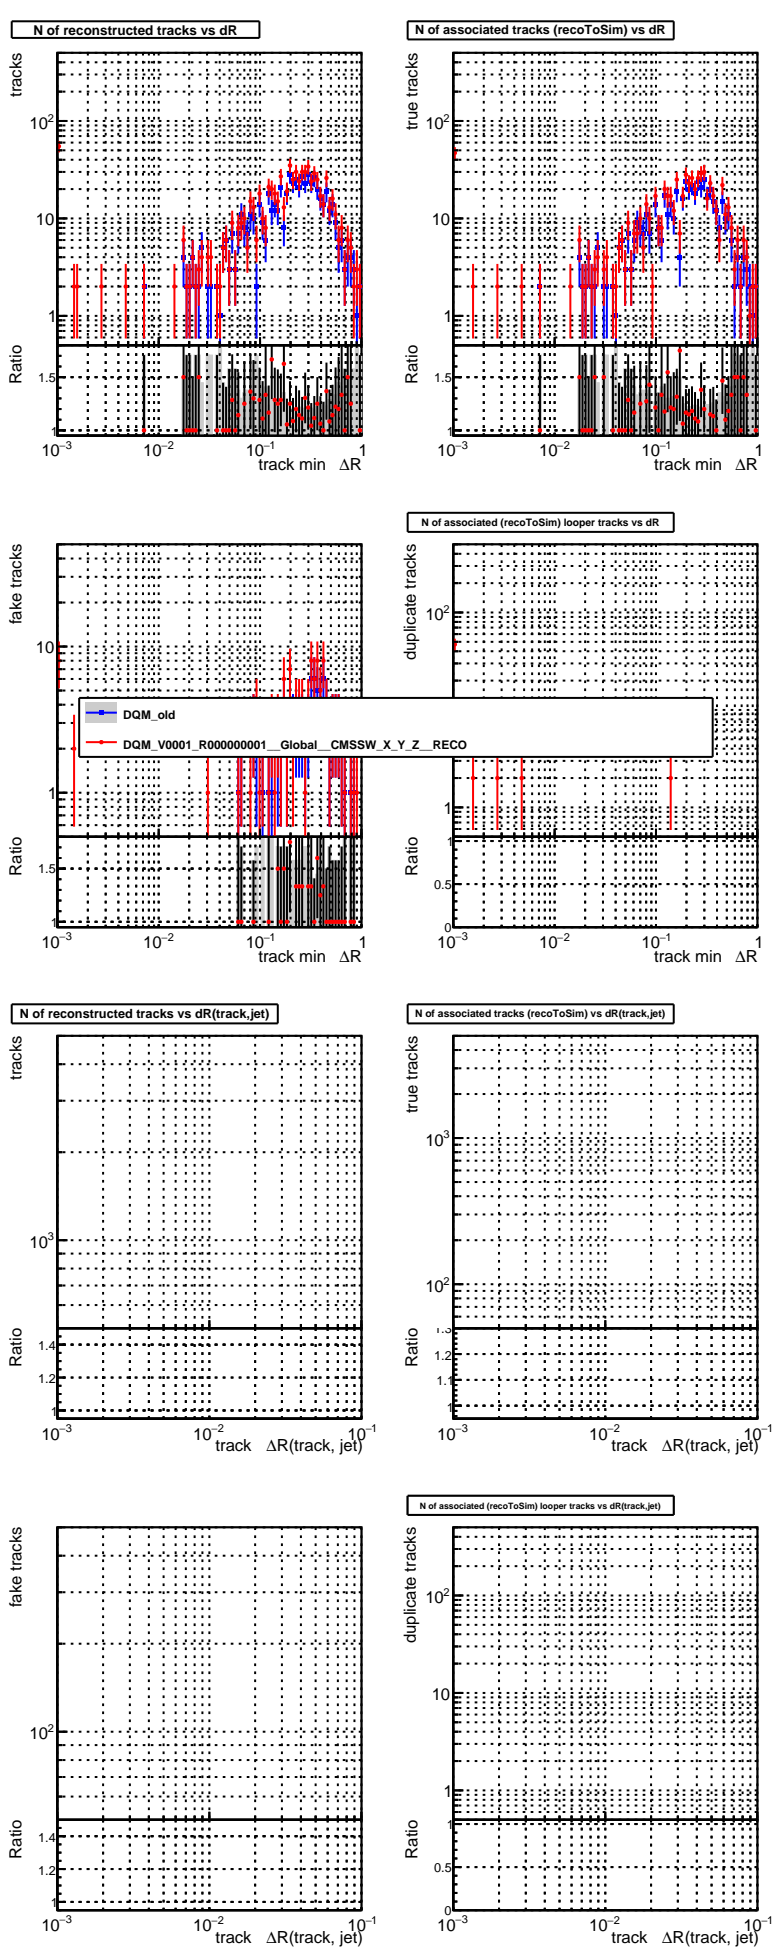 N of reconstructed tracks vs dR
tracks
10²
10
1
Ratio
1.5
1
10⁻³ 10⁻² 10⁻¹ 1
track min ΔR
N of associated tracks (recoToSim) vs dR
true tracks
10²
10
1
Ratio
1.5
1
10⁻³ 10⁻² 10⁻¹ 1
track min ΔR
fake tracks
10
1
Ratio
1.5
1
10⁻³ 10⁻² 10⁻¹ 1
track min ΔR
N of associated (recoToSim) looper tracks vs dR
duplicate tracks
10²
1
Ratio
1
0.5
0
10⁻³ 10⁻² 10⁻¹ 1
track min ΔR
DQM_old
DQM_V0001_R000000001__Global__CMSSW_X_Y_Z__RECO
N of reconstructed tracks vs dR(track,jet)
tracks
10³
Ratio
1.4
1.2
1
10⁻³ 10⁻² 10⁻¹
track ΔR(track, jet)
N of associated tracks (recoToSim) vs dR(track,jet)
true tracks
10³
10²
Ratio
1.3
1.2
1.1
1
10⁻³ 10⁻² 10⁻¹
track ΔR(track, jet)
fake tracks
10²
Ratio
1.4
1.2
1
10⁻³ 10⁻² 10⁻¹
track ΔR(track, jet)
N of associated (recoToSim) looper tracks vs dR(track,jet)
duplicate tracks
10²
10
1
Ratio
1
0.5
0
10⁻³ 10⁻² 10⁻¹
track ΔR(track, jet)